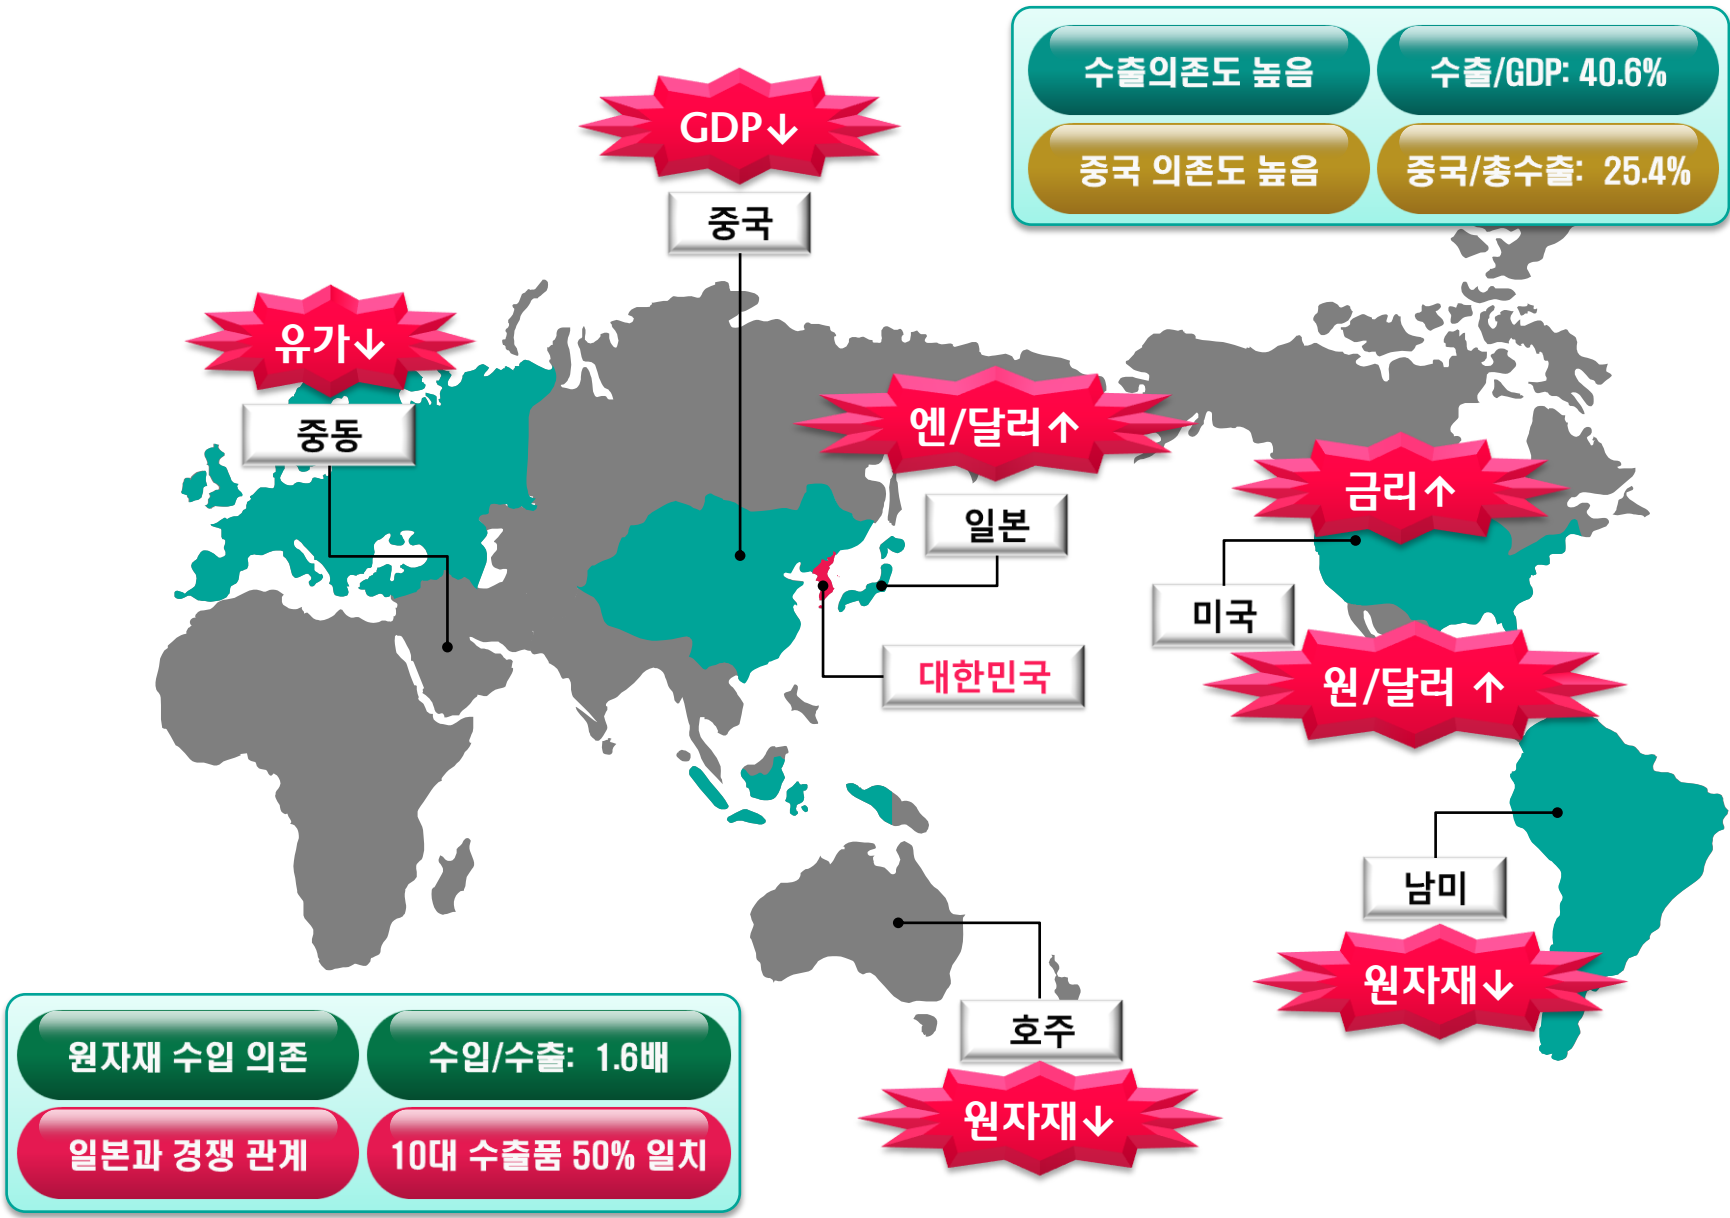 수출의존도 높음
수출/GDP: 40.6%
중국 의존도 높음
중국/총수출: 25.4%
GDP↓
중국
유가↓
중동
엔/달러↑
일본
금리↑
미국
원/달러 ↑
대한민국
남미
원자재↓
호주
원자재↓
원자재 수입 의존
수입/수출: 1.6배
일본과 경쟁 관계
10대 수출품 50% 일치